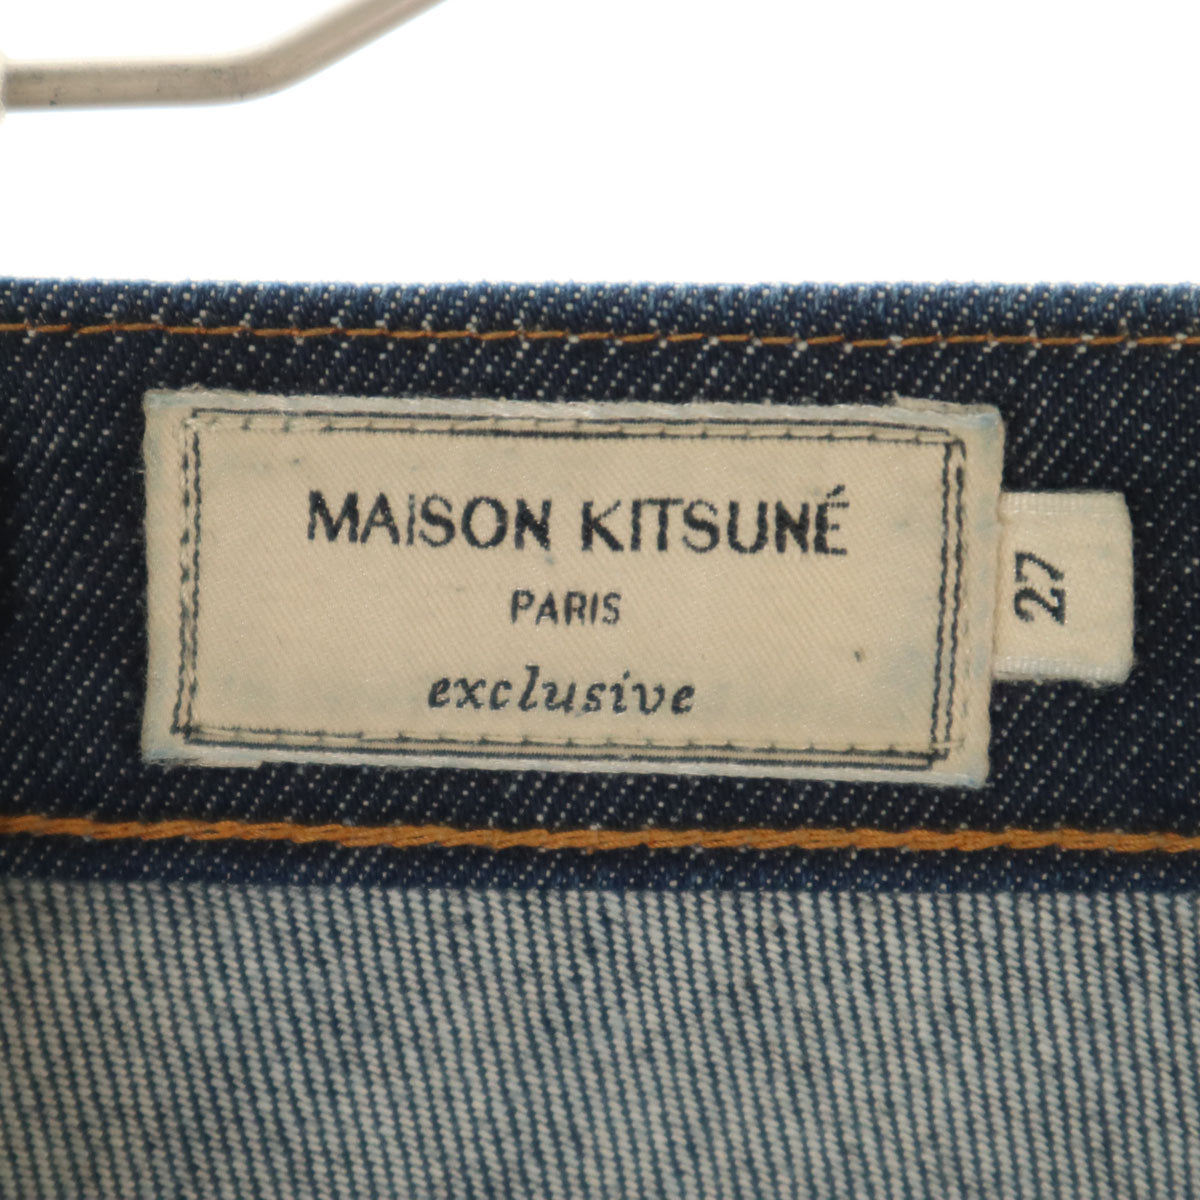 MAISON KITSUNÉ
PARIS
exclusive
27